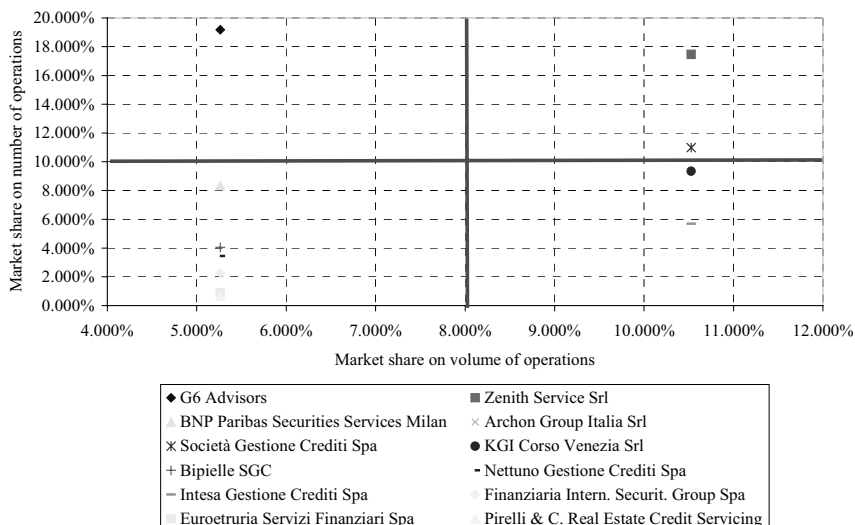 20.000%
18.000%
16.000%
14.000%
12.000%
10.000%
8.000%
6.000%
4.000%
2.000%
0.000%
Market share on number of operations
4.000% 5.000% 6.000% 7.000% 8.000% 9.000% 10.000% 11.000% 12.000%
Market share on volume of operations
G6 Advisors Zenith Service Srl
BNP Paribas Securities Services Milan Archon Group Italia Srl
Società Gestione Crediti Spa KGI Corso Venezia Srl
Bipielle SGC Nettuno Gestione Crediti Spa
Intesa Gestione Crediti Spa Finanziaria Intern. Securit. Group Spa
Euroetruria Servizi Finanziari Spa Pirelli & C. Real Estate Credit Servicing